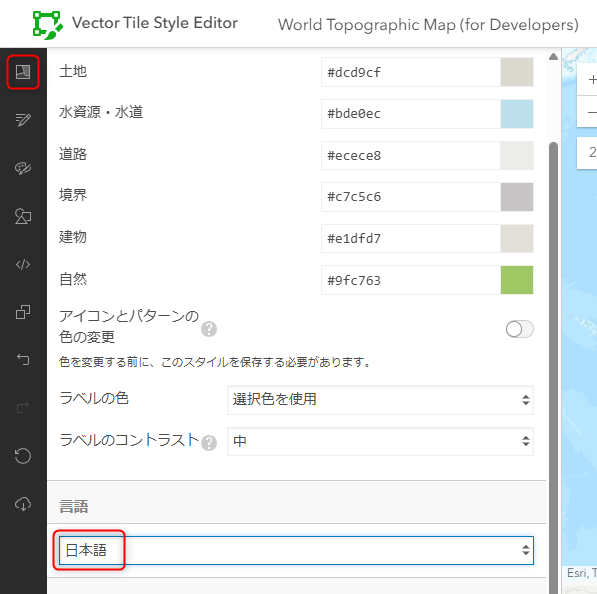 Vector Tile Style Editor
World Topographic Map (for Developers)
土地 #dcd9cf
水資源・水道 #bde0ec
道路 #ecece8
境界 #c7c5c6
建物 #e1dfd7
自然 #9fc763
アイコンとパターンの
色の変更 ?
色を変更する前に、このスタイルを保存する必要があります。
ラベルの色 選択色を使用
ラベルのコントラスト ? 中
言語
日本語
+
−
2
Esri, T